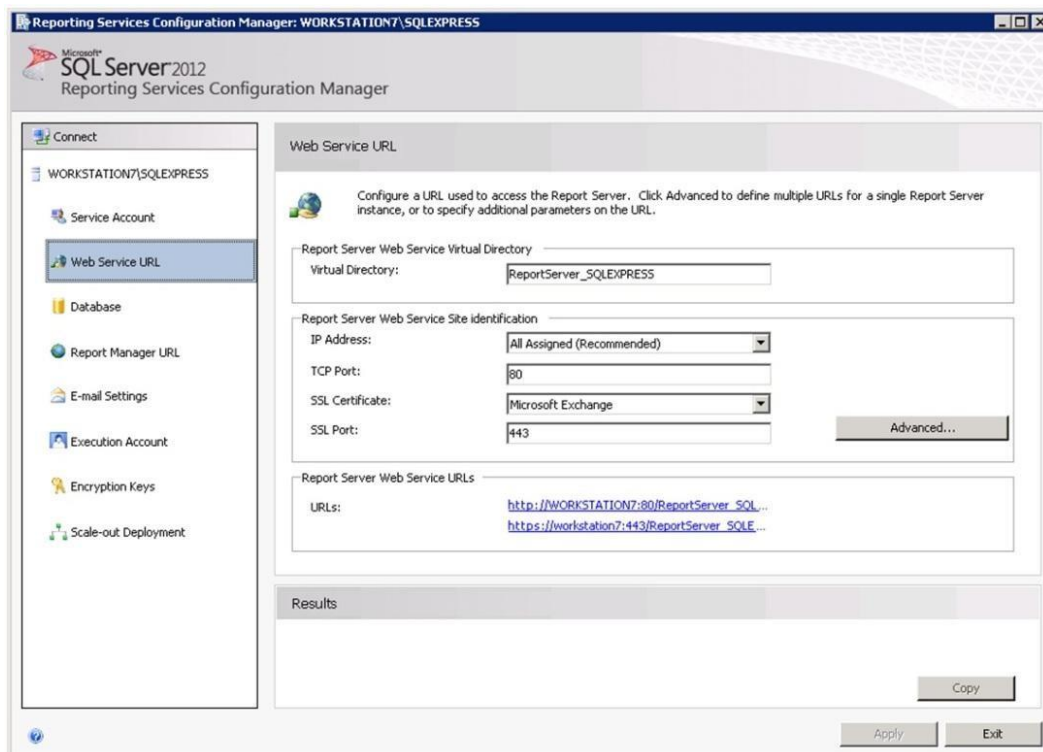 Reporting Services Configuration Manager: WORKSTATION7\SQLEXPRESS
Microsoft®
SQL Server 2012
Reporting Services Configuration Manager
Connect
WORKSTATION7\SQLEXPRESS
Service Account
Web Service URL
Database
Report Manager URL
E-mail Settings
Execution Account
Encryption Keys
Scale-out Deployment
Web Service URL
Configure a URL used to access the Report Server. Click Advanced to define multiple URLs for a single Report Server
instance, or to specify additional parameters on the URL.
Report Server Web Service Virtual Directory
Virtual Directory: ReportServer_SQLEXPRESS
Report Server Web Service Site identification
IP Address: All Assigned (Recommended)
TCP Port: 80
SSL Certificate: Microsoft Exchange
SSL Port: 443
Advanced...
Report Server Web Service URLs
URLs: http://WORKSTATION7:80/ReportServer_SQL...
https://workstation7:443/ReportServer_SQLE...
Results
Copy
Apply
Exit